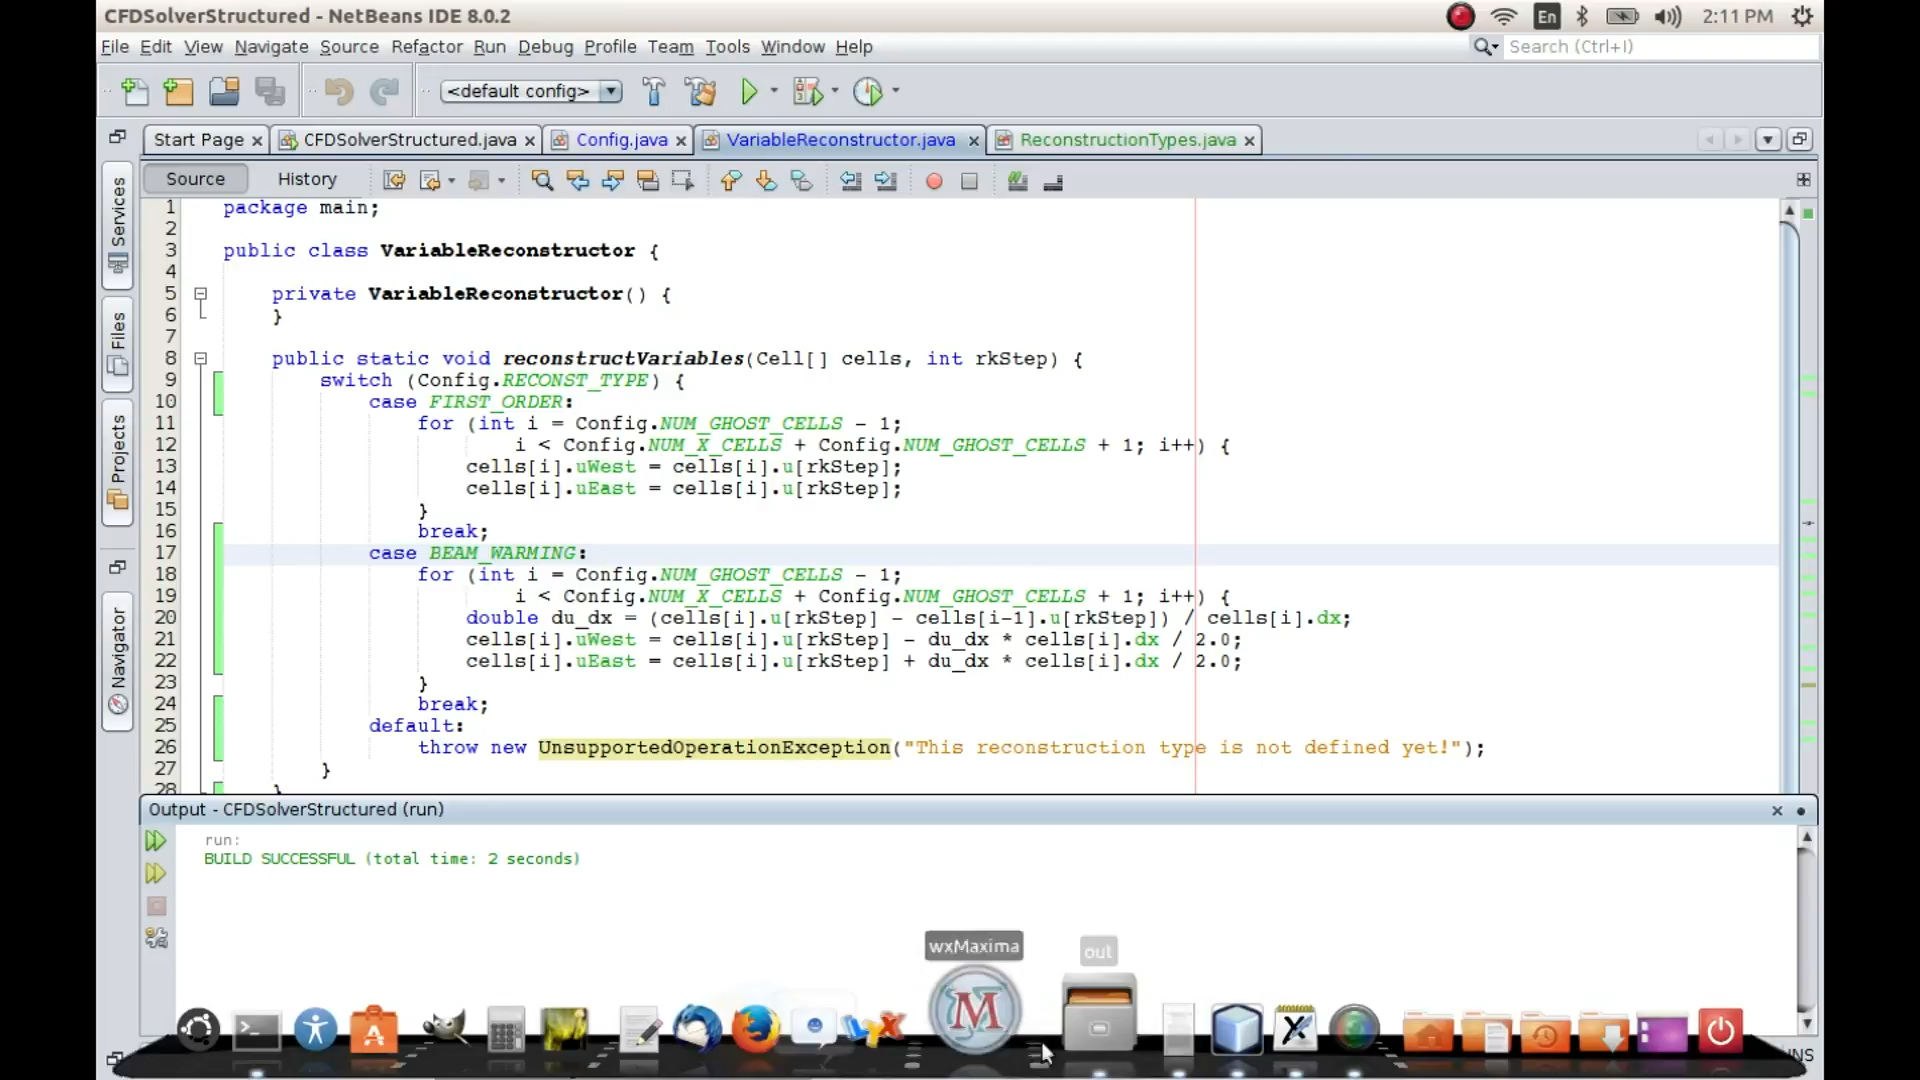 CFDSolverStructured - NetBeans IDE 8.0.2
En
2:11 PM
File Edit View Navigate Source Refactor Run Debug Profile Team Tools Window Help
Search (Ctrl+I)
<default config>
Start Page
CFDSolverStructured.java
Config.java
VariableReconstructor.java
ReconstructionTypes.java
Source
History
Services
Files
Projects
Navigator
1 package main;
2
3 public class VariableReconstructor {
4
5 private VariableReconstructor() {
6 }
7
8 public static void reconstructVariables(Cell[] cells, int rkStep) {
9 switch (Config.RECONST_TYPE) {
10 case FIRST_ORDER:
11 for (int i = Config.NUM_GHOST_CELLS - 1;
12 i < Config.NUM_X_CELLS + Config.NUM_GHOST_CELLS + 1; i++) {
13 cells[i].uWest = cells[i].u[rkStep];
14 cells[i].uEast = cells[i].u[rkStep];
15 }
16 break;
17 case BEAM_WARMING:
18 for (int i = Config.NUM_GHOST_CELLS - 1;
19 i < Config.NUM_X_CELLS + Config.NUM_GHOST_CELLS + 1; i++) {
20 double du_dx = (cells[i].u[rkStep] - cells[i-1].u[rkStep]) / cells[i].dx;
21 cells[i].uWest = cells[i].u[rkStep] - du_dx * cells[i].dx / 2.0;
22 cells[i].uEast = cells[i].u[rkStep] + du_dx * cells[i].dx / 2.0;
23 }
24 break;
25 default:
26 throw new UnsupportedOperationException("This reconstruction type is not defined yet!");
27 }
28 }
Output - CFDSolverStructured (run)
run:
BUILD SUCCESSFUL (total time: 2 seconds)
wxMaxima
out
INS